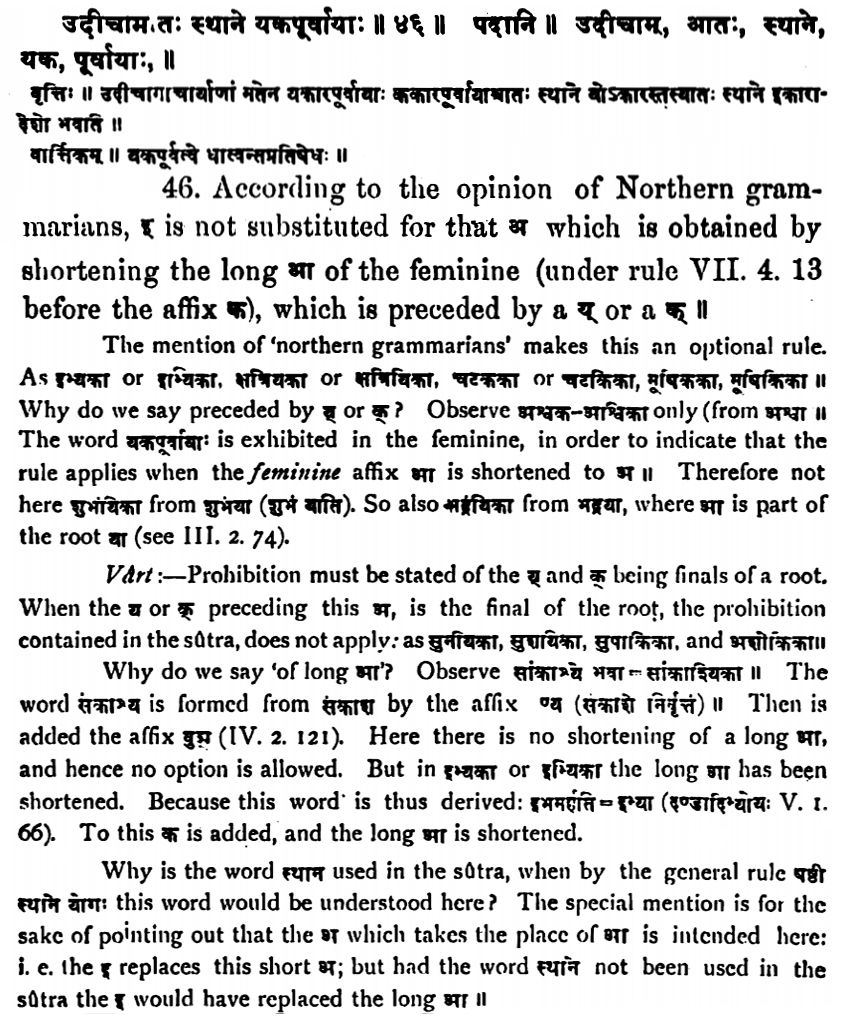 उदीचामातः स्थाने यकपूर्वायाः ॥ ४६ ॥ पदानि ॥ उदीचाम्, आतः, स्थाने,
यक, पूर्वायाः, ॥
वृत्तिः ॥ उदीचामाचार्याणां मतेन यकारपूर्वायाः ककारपूर्वायाश्चातः स्थाने योऽकारस्तस्यातः स्थाने इकारा-
देशो भवाति ॥
वार्त्तिकम् ॥ यकपूर्वत्वे धात्वन्तप्रतिषेधः ॥
46. According to the opinion of Northern gram-
marians, इ is not substituted for that अ which is obtained by
shortening the long आ of the feminine (under rule VII. 4. 13
before the affix क), which is preceded by a य् or a क् ॥
The mention of 'northern grammarians' makes this an optional rule.
As इभ्यका or इभ्यिका, क्षत्रियका or क्षत्रियिका, चटकका or चटकिका, मूषिकका, मूषिकिका ॥
Why do we say preceded by य् or क्? Observe अश्वक-अश्विका only (from अश्वा ॥
The word यकपूर्वायाः is exhibited in the feminine, in order to indicate that the
rule applies when the feminine affix आ is shortened to अ ॥ Therefore not
here शुभंयिका from शुभंया (शुभं याति). So also भद्रंयिका from भद्रंया, where आ is part of
the root या (see III. 2. 74).
Vârt :—Prohibition must be stated of the य् and क् being finals of a root.
When the य or क् preceding this अ, is the final of the root, the prohibition
contained in the sûtra, does not apply: as सुनयिका, सुशयिका, सुपाकिका, and अशोकिका॥
Why do we say 'of long आ'? Observe सांकाश्ये भवा = सांकाश्यिका ॥ The
word संकाश्य is formed from संकाश by the affix ण्य (संकाशे निर्वृत्तं) ॥ Then is
added the affix वुञ् (IV. 2. 121). Here there is no shortening of a long आ,
and hence no option is allowed. But in इभ्यका or इभ्यिका the long आ has been
shortened. Because this word is thus derived: इभमर्हति = इभ्या (दण्डादिभ्योयः V. 1.
66). To this क is added, and the long आ is shortened.
Why is the word स्थान used in the sûtra, when by the general rule षष्ठी
स्थाने योगः this word would be understood here? The special mention is for the
sake of pointing out that the अ which takes the place of आ is intended here:
i. e. the इ replaces this short अ; but had the word स्थाने not been used in the
sûtra the इ would have replaced the long आ ॥